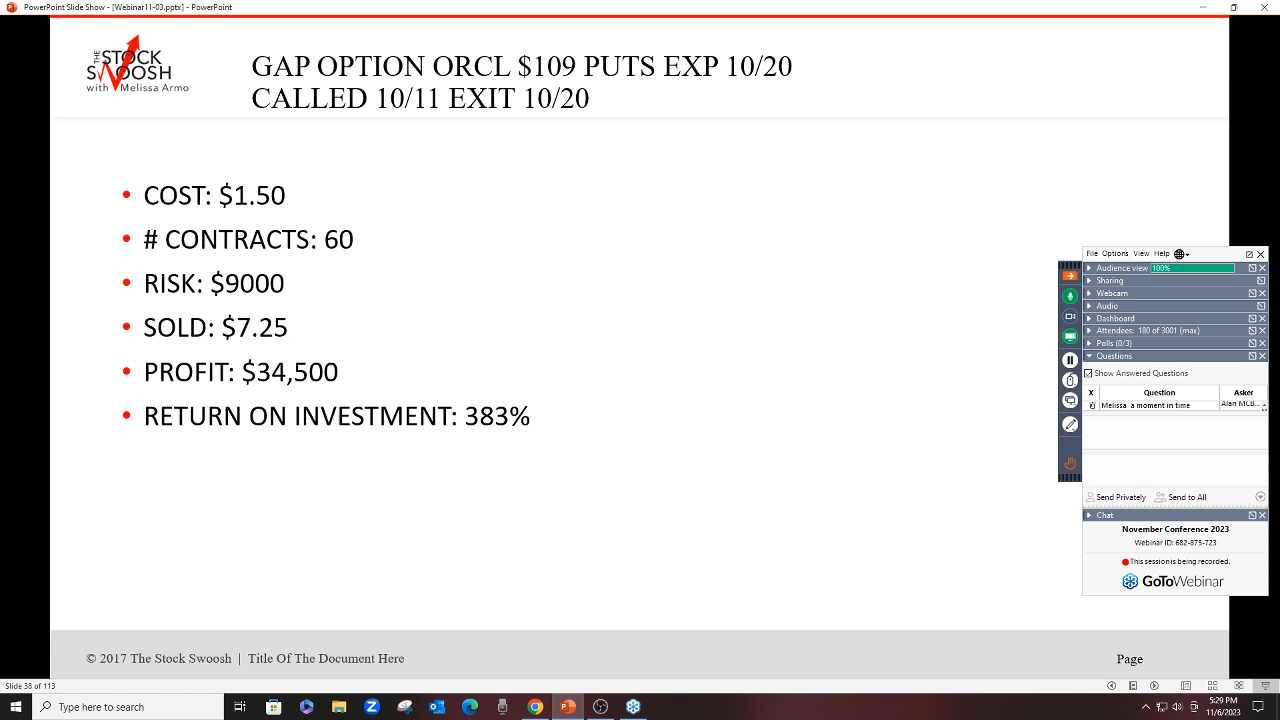 PowerPoint Slide Show - [Webinar11-03.pptx] - PowerPoint
THE
STOCK
SWOOSH
with Melissa Armo
GAP OPTION ORCL $109 PUTS EXP 10/20
CALLED 10/11 EXIT 10/20
• COST: $1.50
• # CONTRACTS: 60
• RISK: $9000
• SOLD: $7.25
• PROFIT: $34,500
• RETURN ON INVESTMENT: 383%
File Options View Help
Audience view 100%
Sharing
Webcam
Audio
Dashboard
Attendees: 180 of 3001 (max)
Polls (0/3)
Questions
Show Answered Questions
X Question Asker
Melissa a moment in time Alan MCB...
Send Privately Send to All
Chat
November Conference 2023
Webinar ID: 682-875-723
This session is being recorded.
GoToWebinar
© 2017 The Stock Swoosh | Title Of The Document Here
Page
Slide 38 of 113
Type here to search
5:29 PM
11/6/2023